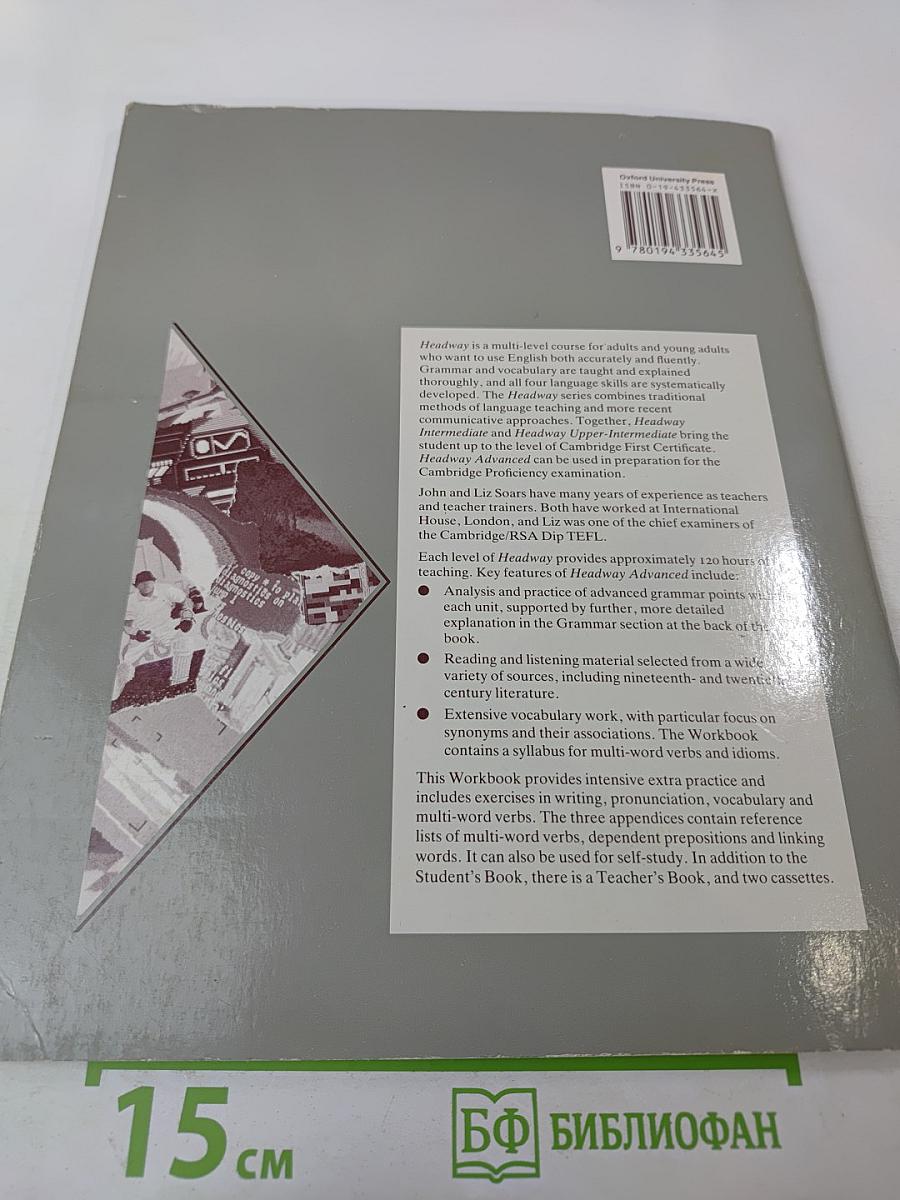 Oxford University Press
ISBN 0-19-433564-X
9 780194 335645
Headway is a multi-level course for adults and young adults
who want to use English both accurately and fluently.
Grammar and vocabulary are taught and explained
thoroughly, and all four language skills are systematically
developed. The Headway series combines traditional
methods of language teaching and more recent
communicative approaches. Together, Headway
Intermediate and Headway Upper-Intermediate bring the
student up to the level of Cambridge First Certificate.
Headway Advanced can be used in preparation for the
Cambridge Proficiency examination.
John and Liz Soars have many years of experience as teachers
and teacher trainers. Both have worked at International
House, London, and Liz was one of the chief examiners of
the Cambridge/RSA Dip TEFL.
Each level of Headway provides approximately 120 hours of
teaching. Key features of Headway Advanced include:
● Analysis and practice of advanced grammar points
each unit, supported by further, more detailed
explanation in the Grammar section at the back of the
book.
● Reading and listening material selected from a wide
variety of sources, including nineteenth- and twentieth-
century literature.
● Extensive vocabulary work, with particular focus on
synonyms and their associations. The Workbook
contains a syllabus for multi-word verbs and idioms.
This Workbook provides intensive extra practice and
includes exercises in writing, pronunciation, vocabulary and
multi-word verbs. The three appendices contain reference
lists of multi-word verbs, dependent prepositions and linking
words. It can also be used for self-study. In addition to the
Student's Book, there is a Teacher's Book, and two cassettes.
copy a: to
diagnostics on
diagnostics
15 см
БФ БИБЛИОФАН